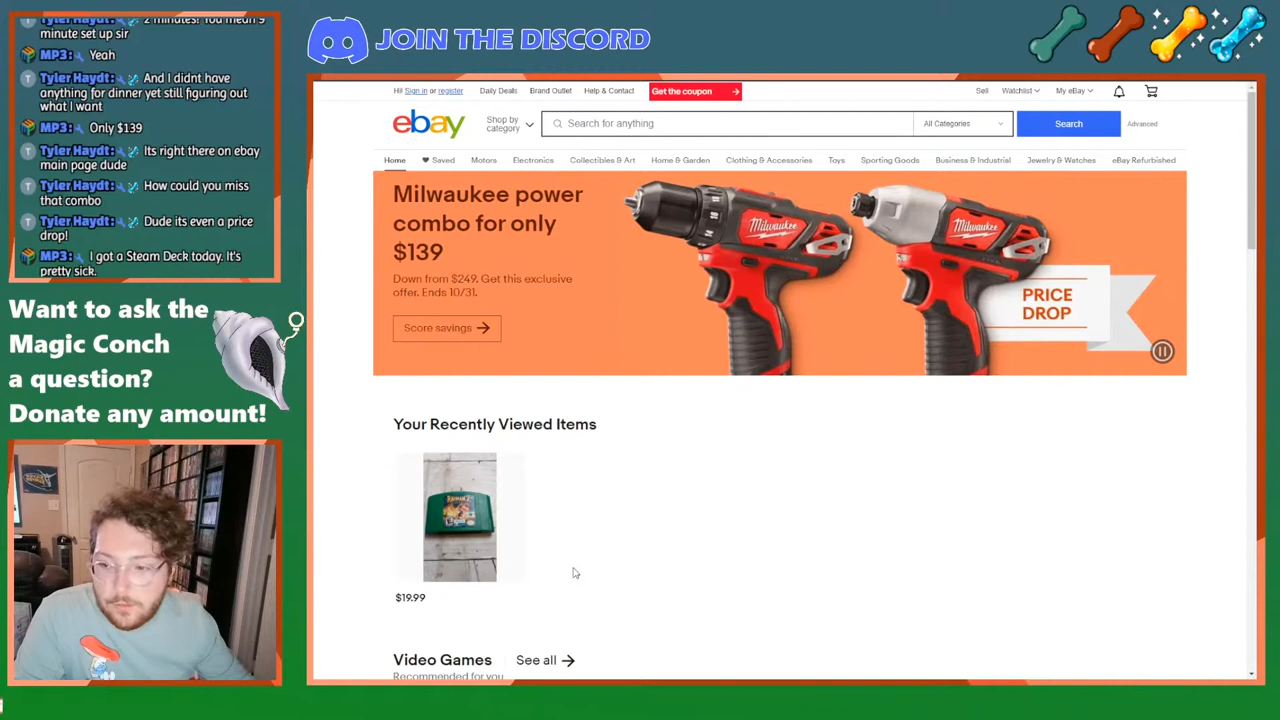 Tyler Haydt: 2 minutes! You mean 9
minute set up sir
MP3: Yeah
Tyler Haydt: And I didnt have
anything for dinner yet still figuring out
what I want
MP3: Only $139
Tyler Haydt: Its right there on ebay
main page dude
Tyler Haydt: How could you miss
that combo
Tyler Haydt: Dude its even a price
drop!
MP3: I got a Steam Deck today. It's
pretty sick.
Want to ask the
Magic Conch
a question?
Donate any amount!
JOIN THE DISCORD
Hi! Sign in or register Daily Deals Brand Outlet Help & Contact Get the coupon Sell Watchlist My eBay
ebay Shop by
category Search for anything All Categories Search Advanced
Home Saved Motors Electronics Collectibles & Art Home & Garden Clothing & Accessories Toys Sporting Goods Business & Industrial Jewelry & Watches eBay Refurbished
Milwaukee power
combo for only
$139
Down from $249. Get this exclusive
offer. Ends 10/31.
Score savings
Milwaukee
Milwaukee
PRICE
DROP
Your Recently Viewed Items
$19.99
Video Games See all
Recommended for you